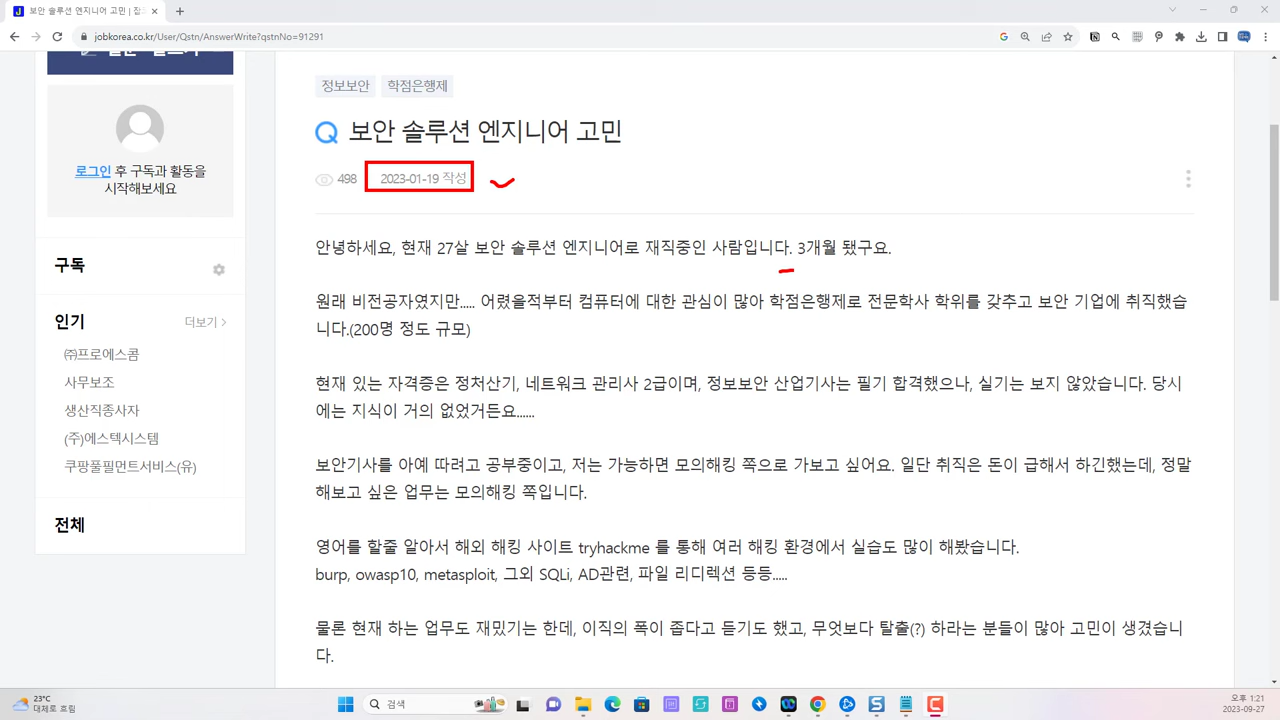 보안 솔루션 엔지니어 고민 | 잡코
jobkorea.co.kr/User/Qstn/AnswerWrite?qstnNo=91291
로그인 후 구독과 활동을
시작해보세요
구독
인기
더보기
㈜프로에스콤
사무보조
생산직종사자
(주)에스텍시스템
쿠팡풀필먼트서비스(유)
전체
정보보안 학점은행제
Q 보안 솔루션 엔지니어 고민
498 2023-01-19 작성
안녕하세요, 현재 27살 보안 솔루션 엔지니어로 재직중인 사람입니다. 3개월 됐구요.
원래 비전공자였지만..... 어렸을적부터 컴퓨터에 대한 관심이 많아 학점은행제로 전문학사 학위를 갖추고 보안 기업에 취직했습
니다.(200명 정도 규모)
현재 있는 자격증은 정처산기, 네트워크 관리사 2급이며, 정보보안 산업기사는 필기 합격했으나, 실기는 보지 않았습니다. 당시
에는 지식이 거의 없었거든요......
보안기사를 아예 따려고 공부중이고, 저는 가능하면 모의해킹 쪽으로 가보고 싶어요. 일단 취직은 돈이 급해서 하긴했는데, 정말
해보고 싶은 업무는 모의해킹 쪽입니다.
영어를 할줄 알아서 해외 해킹 사이트 tryhackme 를 통해 여러 해킹 환경에서 실습도 많이 해봤습니다.
burp, owasp10, metasploit, 그외 SQLi, AD관련, 파일 리디렉션 등등.....
물론 현재 하는 업무도 재밌기는 한데, 이직의 폭이 좁다고 듣기도 했고, 무엇보다 탈출(?) 하라는 분들이 많아 고민이 생겼습니
다.
23°C
대체로 흐림
검색
오후 1:21
2023-09-27